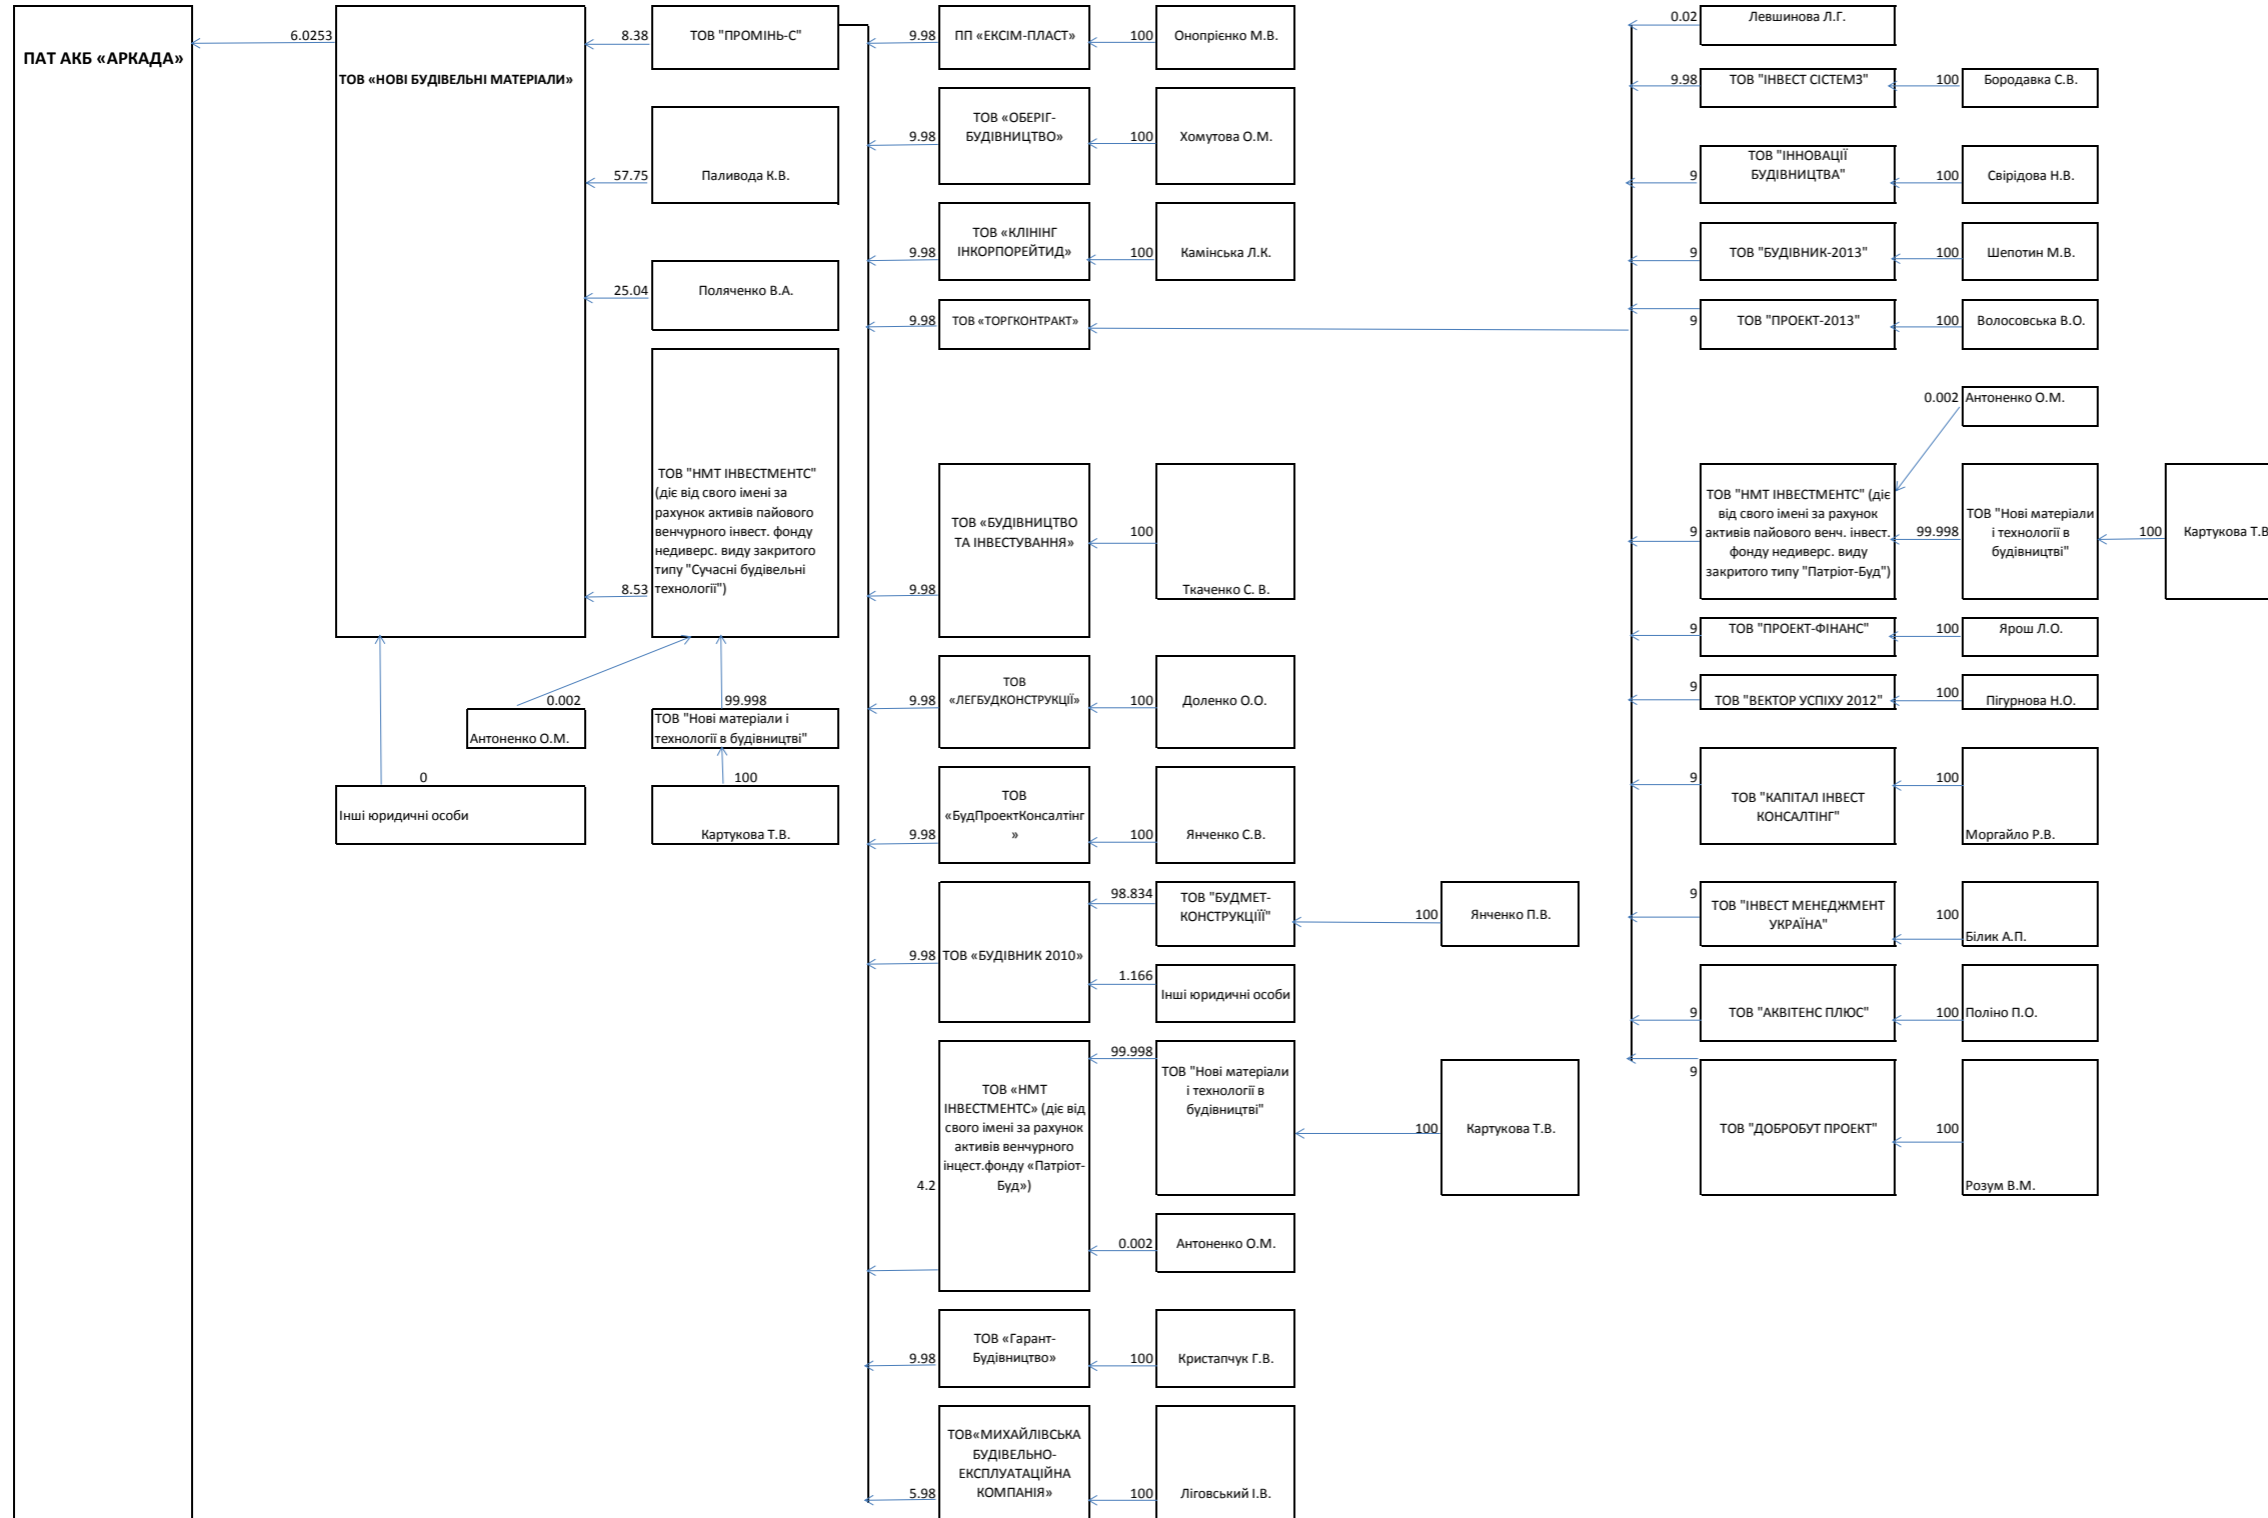 ПАТ АКБ «АРКАДА»
6.0253
ТОВ «НОВІ БУДІВЕЛЬНІ МАТЕРІАЛИ»
8.38
ТОВ "ПРОМІНЬ-С"
57.75
Паливода К.В.
25.04
Поляченко В.А.
8.53
ТОВ "НМТ ІНВЕСТМЕНТС"
(діє від свого імені за
рахунок активів пайового
венчурного інвест. фонду
недиверс. виду закритого
типу "Сучасні будівельні
технології")
0.002
Антоненко О.М.
99.998
ТОВ "Нові матеріали і
технології в будівництві"
0
Інші юридичні особи
100
Картукова Т.В.
9.98
ПП «ЕКСІМ-ПЛАСТ»
100
Онопрієнко М.В.
9.98
ТОВ «ОБЕРІГ-
БУДІВНИЦТВО»
100
Хомутова О.М.
9.98
ТОВ «КЛІНІНГ
ІНКОРПОРЕЙТИД»
100
Камінська Л.К.
9.98
ТОВ «ТОРГКОНТРАКТ»
9.98
ТОВ «БУДІВНИЦТВО
ТА ІНВЕСТУВАННЯ»
100
Ткаченко С. В.
9.98
ТОВ
«ЛЕГБУДКОНСТРУКЦІЇ»
100
Доленко О.О.
9.98
ТОВ
«БудПроектКонсалтінг
»
100
Янченко С.В.
9.98
ТОВ «БУДІВНИК 2010»
98.834
ТОВ "БУДМЕТ-
КОНСТРУКЦІЇЇ"
100
Янченко П.В.
1.166
Інші юридичні особи
4.2
ТОВ «НМТ
ІНВЕСТМЕНТС» (діє від
свого імені за рахунок
активів венчурного
інцест.фонду «Патріот-
Буд»)
99.998
ТОВ "Нові матеріали
і технології в
будівництві"
100
Картукова Т.В.
0.002
Антоненко О.М.
9.98
ТОВ «Гарант-
Будівництво»
100
Кристапчук Г.В.
5.98
ТОВ«МИХАЙЛІВСЬКА
БУДІВЕЛЬНО-
ЕКСПЛУАТАЦІЙНА
КОМПАНІЯ»
100
Ліговський І.В.
0.02
Левшинова Л.Г.
9.98
ТОВ "ІНВЕСТ СІСТЕМЗ"
100
Бородавка С.В.
9
ТОВ "ІННОВАЦІЇ
БУДІВНИЦТВА"
100
Свірідова Н.В.
9
ТОВ "БУДІВНИК-2013"
100
Шепотин М.В.
9
ТОВ "ПРОЕКТ-2013"
100
Волосовська В.О.
0.002
Антоненко О.М.
9
ТОВ "НМТ ІНВЕСТМЕНТС" (діє
від свого імені за рахунок
активів пайового венч. інвест.
фонду недиверс. виду
закритого типу "Патріот-Буд")
99.998
ТОВ "Нові матеріали
і технології в
будівництві"
100
Картукова Т.В
9
ТОВ "ПРОЕКТ-ФІНАНС"
100
Ярош Л.О.
9
ТОВ "ВЕКТОР УСПІХУ 2012"
100
Пігурнова Н.О.
9
ТОВ "КАПІТАЛ ІНВЕСТ
КОНСАЛТІНГ"
100
Моргайло Р.В.
9
ТОВ "ІНВЕСТ МЕНЕДЖМЕНТ
УКРАЇНА"
100
Білик А.П.
9
ТОВ "АКВІТЕНС ПЛЮС"
100
Поліно П.О.
9
ТОВ "ДОБРОБУТ ПРОЕКТ"
100
Розум В.М.